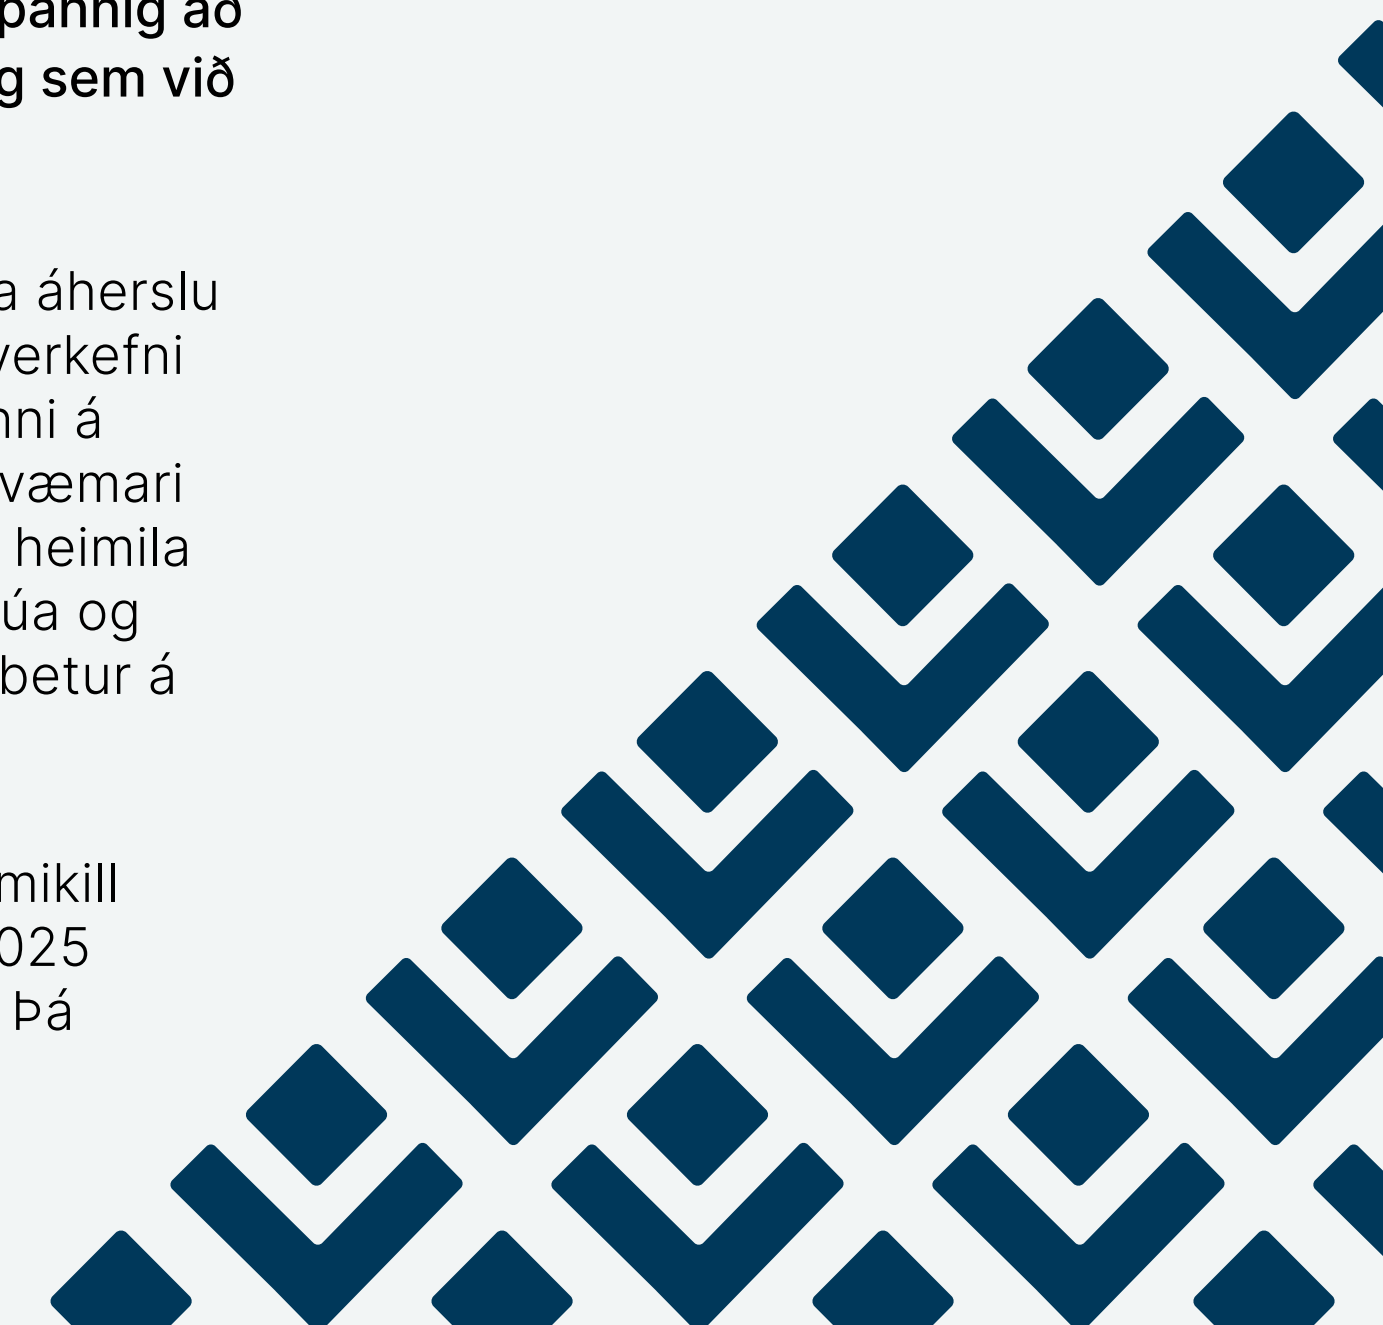 þannig að
g sem við
a áherslu
verkefni
nni á
væmari
heimila
úa og
betur á
mikill
025
Þá